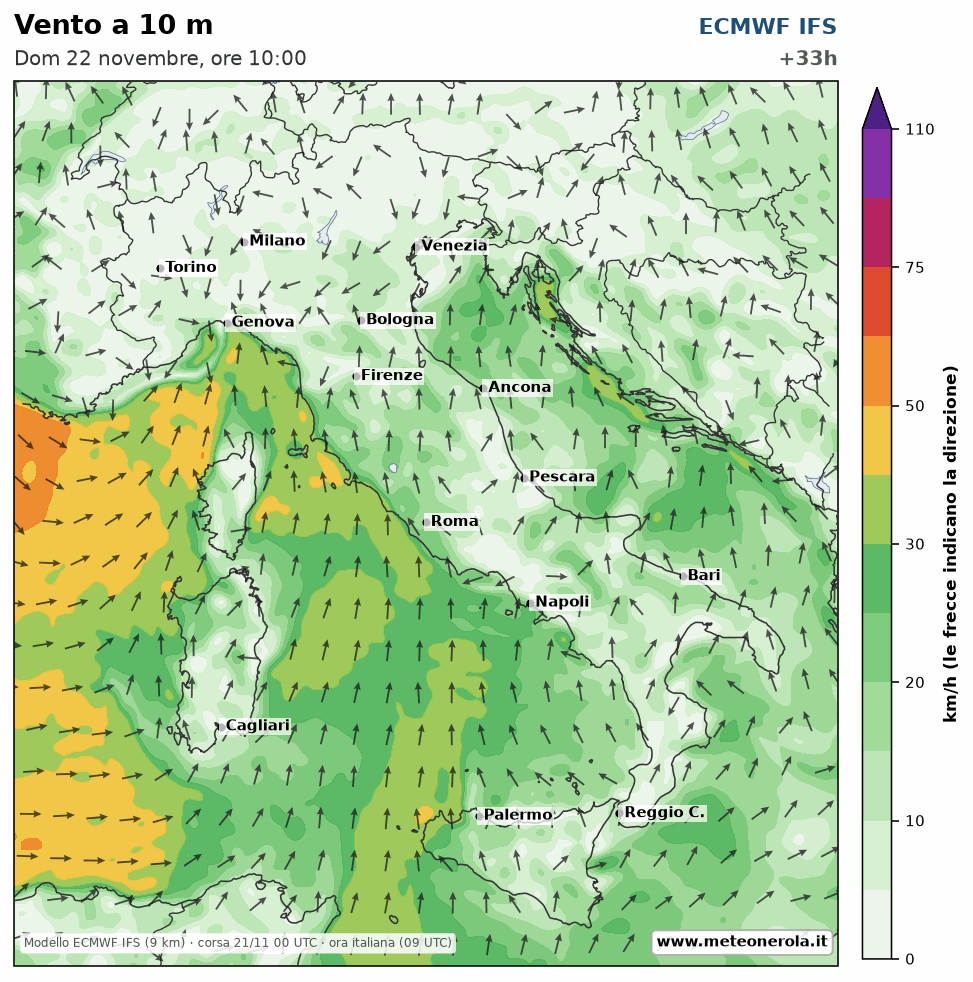 Vento a 10 m
ECMWF IFS
Dom 22 novembre, ore 10:00
+33h
110
75
50
30
20
10
0
km/h (le frecce indicano la direzione)
Venezia
Milano
Torino
Genova
Bologna
Firenze
Ancona
Pescara
Roma
Bari
Napoli
Cagliari
Palermo
Reggio C.
Modello ECMWF IFS (9 km) · corsa 21/11 00 UTC · ora italiana (09 UTC)
www.meteonerola.it